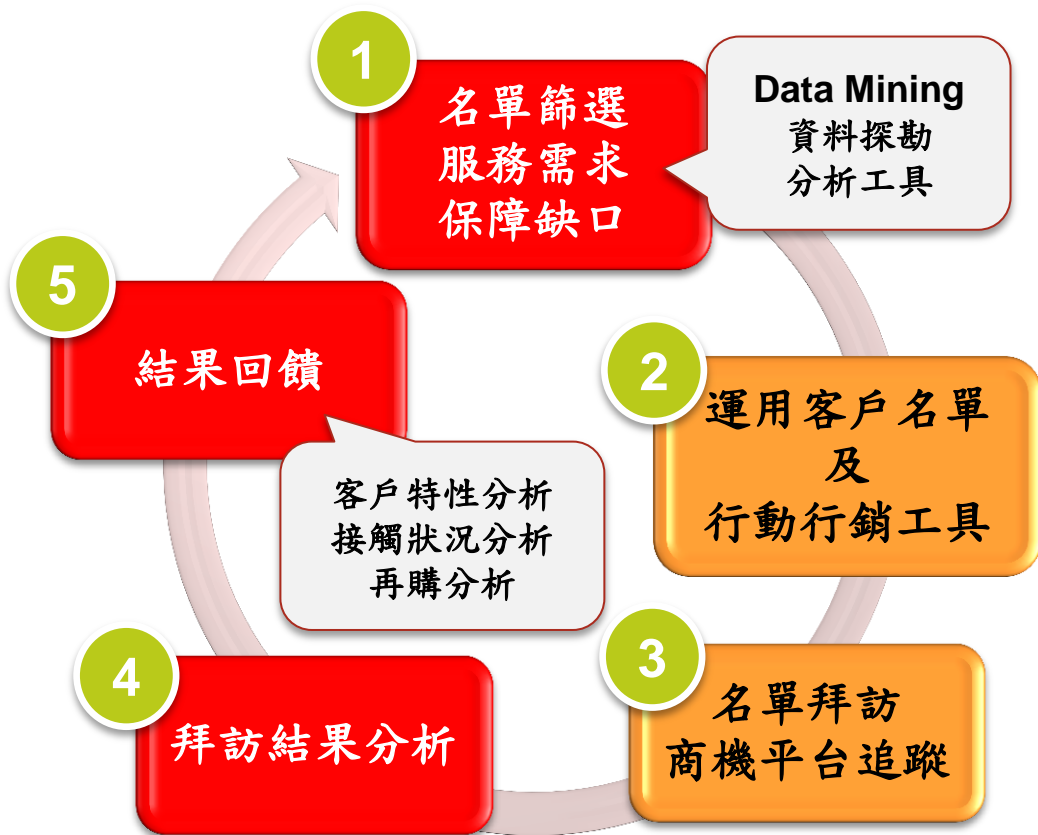 1
名單篩選
服務需求
保障缺口
Data Mining
資料探勘
分析工具
2
運用客戶名單
及
行動行銷工具
3
名單拜訪
商機平台追蹤
4
拜訪結果分析
5
結果回饋
客戶特性分析
接觸狀況分析
再購分析